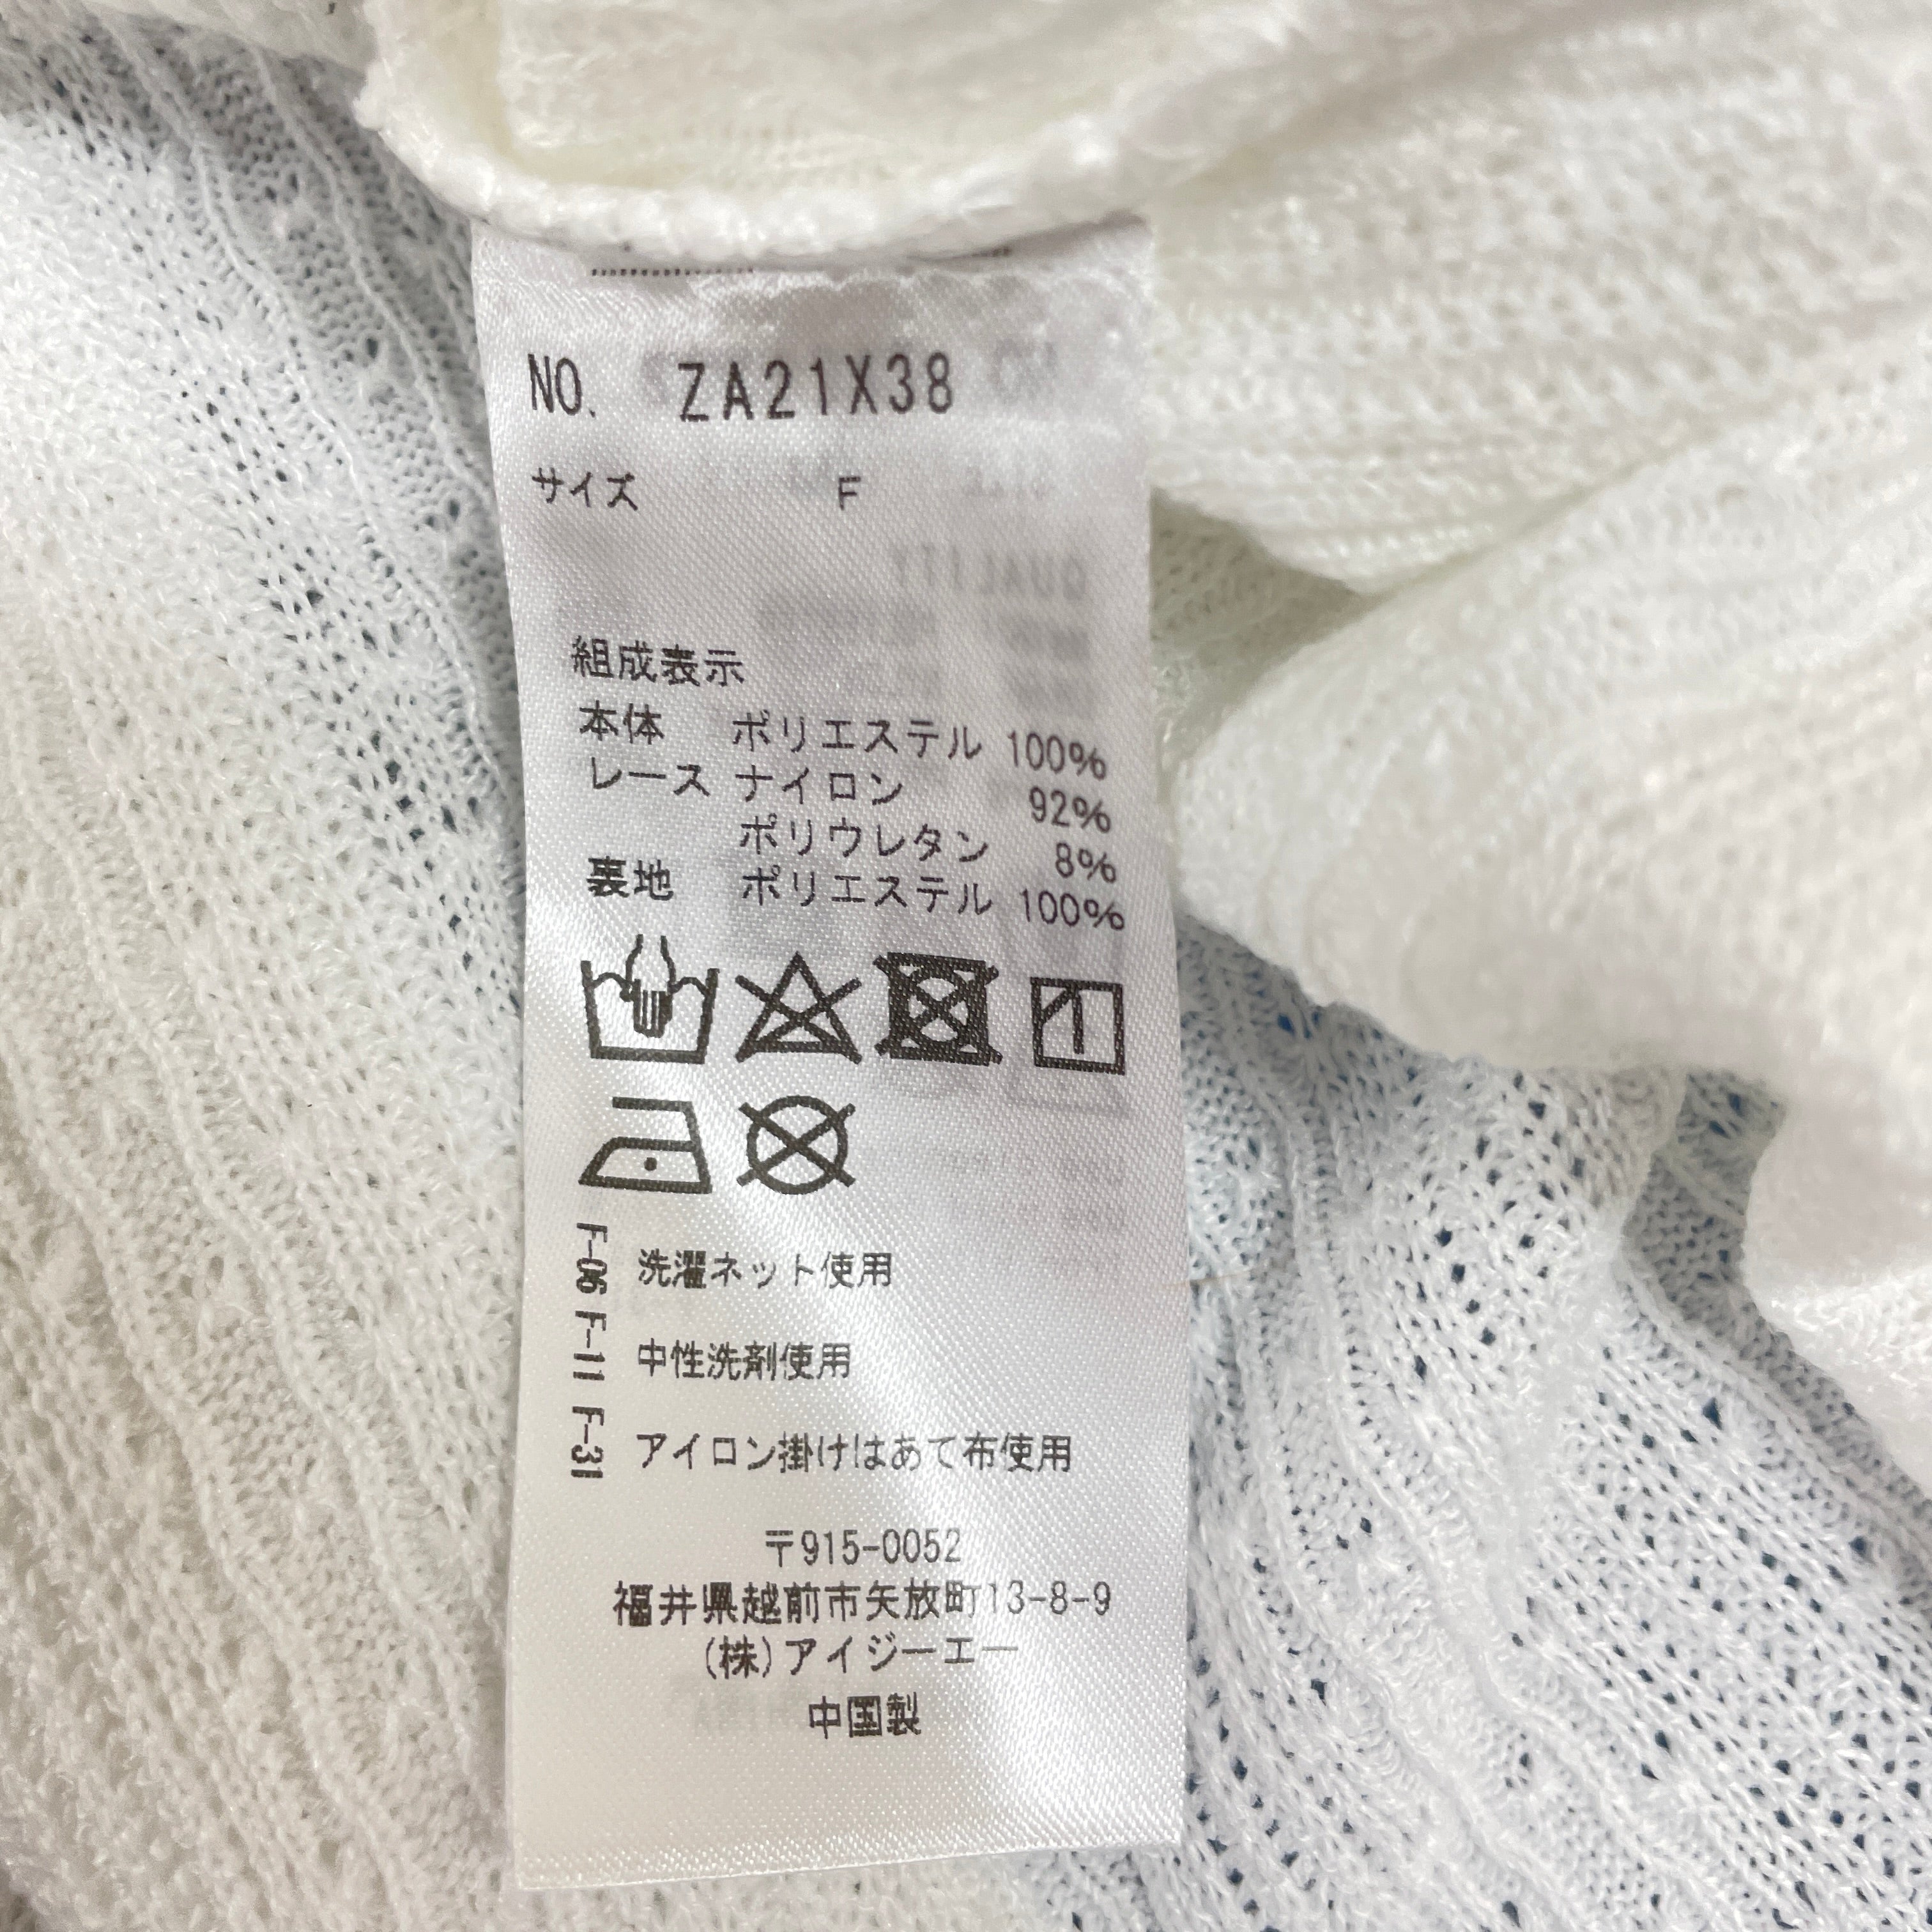 NO. ZA21X38
サイズ F
組成表示
本体 ポリエステル 100%
レース ナイロン 92%
ポリウレタン 8%
裏地 ポリエステル 100%
F-06 洗濯ネット使用
F-11 中性洗剤使用
F-31 アイロン掛けはあて布使用
〒915-0052
福井県越前市矢放町13-8-9
(株)アイジーエー
中国製
QUALITY